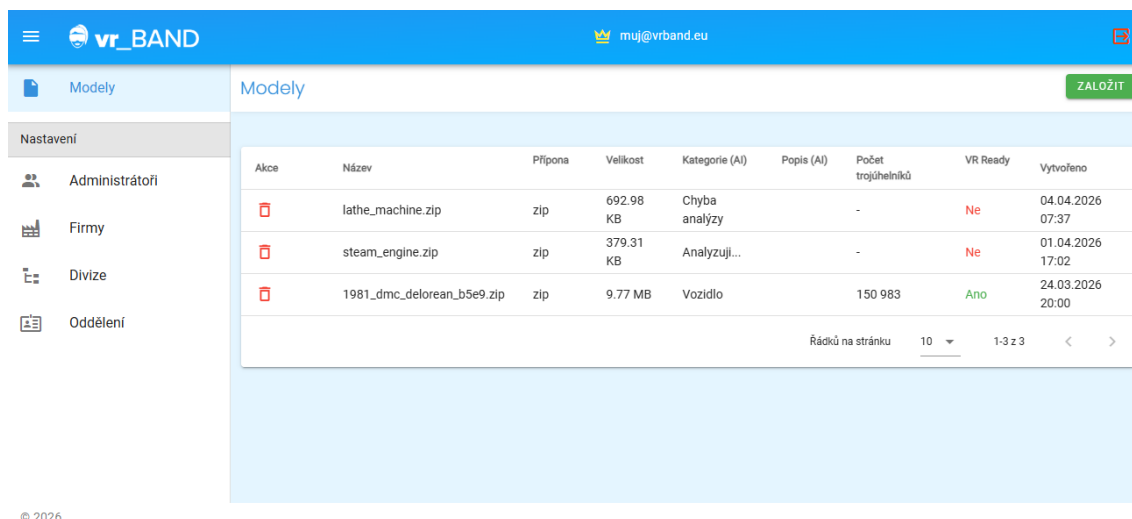 vr_BAND
muj@vrband.eu
Modely
Modely
ZALOŽIT
Nastavení
Administrátoři
Firmy
Divize
Oddělení
Akce Název Přípona Velikost Kategorie (AI) Popis (AI) Počet trojúhelníků VR Ready Vytvořeno
lathe_machine.zip zip 692.98 KB Chyba analýzy - Ne 04.04.2026 07:37
steam_engine.zip zip 379.31 KB Analyzuji... - Ne 01.04.2026 17:02
1981_dmc_delorean_b5e9.zip zip 9.77 MB Vozidlo 150 983 Ano 24.03.2026 20:00
Řádků na stránku 10 1-3 z 3
© 2026